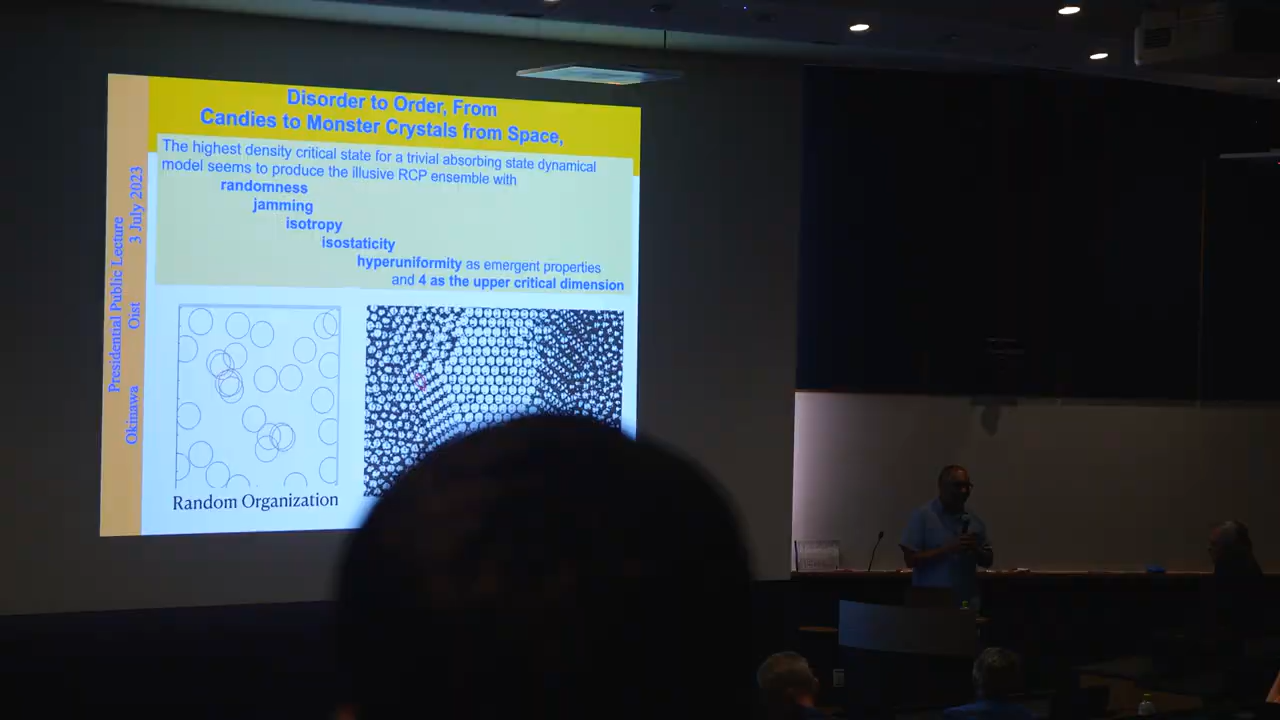 Disorder to Order, From
Candies to Monster Crystals from Space,
The highest density critical state for a trivial absorbing state dynamical
model seems to produce the illusive RCP ensemble with
randomness
jamming
isotropy
isostaticity
hyperuniformity as emergent properties
and 4 as the upper critical dimension
Random Organization
Okinawa Oist 3 July 2023
Presidential Public Lecture